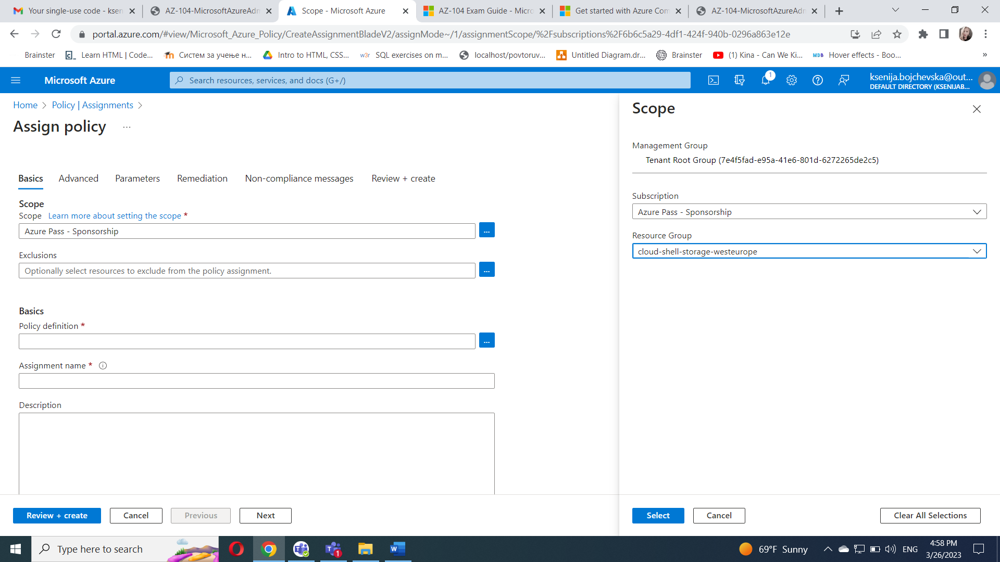 Your single-use code - ksen
AZ-104-MicrosoftAzureAdm
Scope - Microsoft Azure
AZ-104 Exam Guide - Micro
Get started with Azure Com
AZ-104-MicrosoftAzureAdm
portal.azure.com/#view/Microsoft_Azure_Policy/CreateAssignmentBladeV2/assignMode~/1/assignmentScope/%2Fsubscriptions%2F6b6c5a29-4df1-424f-940b-0296a863e12e
Brainster
Learn HTML | Code...
Систем за учење н...
Intro to HTML, CSS...
w3r SQL exercises on m...
localhost/povtoruv...
Untitled Diagram.dr...
Brainster
(1) Kina - Can We Ki...
MDB Hover effects - Boo...
»
Microsoft Azure
Search resources, services, and docs (G+/)
1
ksenija.bojchevska@out...
DEFAULT DIRECTORY (KSENIJAB...
Home > Policy | Assignments >
Assign policy ...
Basics
Advanced
Parameters
Remediation
Non-compliance messages
Review + create
Scope
Scope Learn more about setting the scope *
Azure Pass - Sponsorship
...
Exclusions
Optionally select resources to exclude from the policy assignment.
...
Basics
Policy definition *
...
Assignment name *
Description
Review + create
Cancel
Previous
Next
Scope
Management Group
Tenant Root Group (7e4f5fad-e95a-41e6-801d-6272265de2c5)
Subscription
Azure Pass - Sponsorship
Resource Group
cloud-shell-storage-westeurope
Select
Cancel
Clear All Selections
Type here to search
1
69°F Sunny
ENG
4:58 PM
3/26/2023